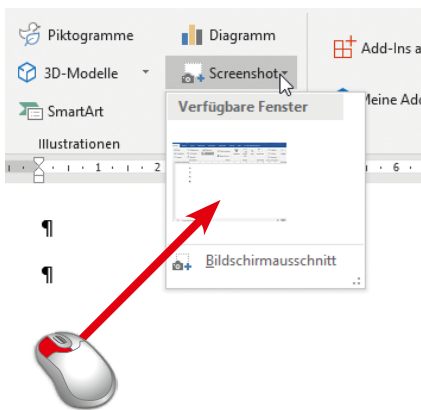 Piktogramme
Diagramm
3D-Modelle
Screenshot
Add-Ins a
SmartArt
Meine Add
Illustrationen
Verfügbare Fenster
1 2
6
¶
¶
Bildschirmausschnitt